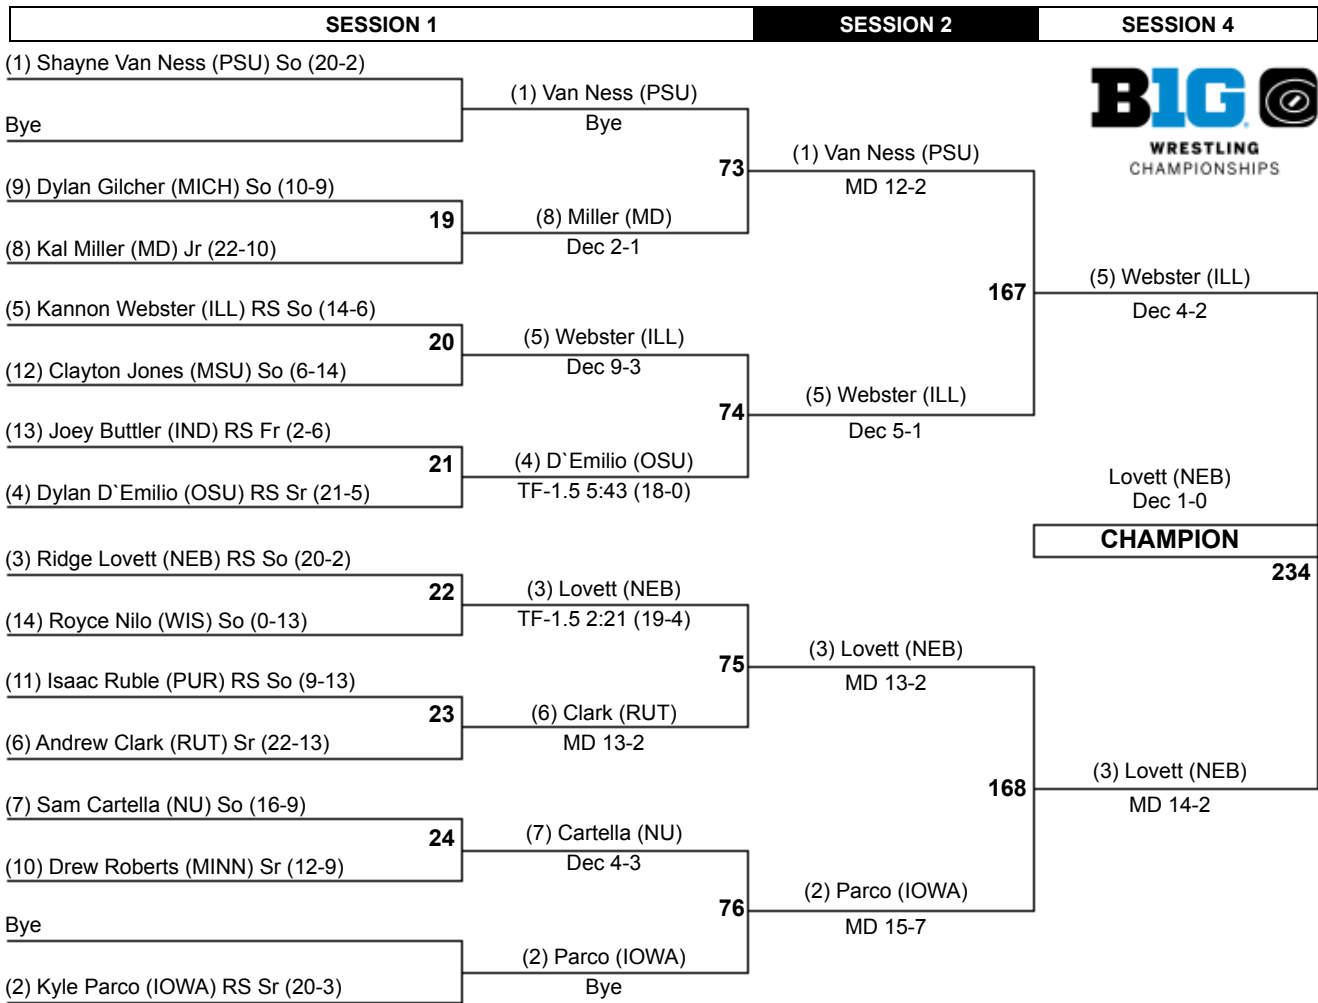 SESSION 1
SESSION 2
SESSION 4
(1) Shayne Van Ness (PSU) So (20-2)
Bye
(9) Dylan Gilcher (MICH) So (10-9)
19
(8) Kal Miller (MD) Jr (22-10)
(5) Kannon Webster (ILL) RS So (14-6)
20
(12) Clayton Jones (MSU) So (6-14)
(13) Joey Buttler (IND) RS Fr (2-6)
21
(4) Dylan D`Emilio (OSU) RS Sr (21-5)
(3) Ridge Lovett (NEB) RS So (20-2)
22
(14) Royce Nilo (WIS) So (0-13)
(11) Isaac Ruble (PUR) RS So (9-13)
23
(6) Andrew Clark (RUT) Sr (22-13)
(7) Sam Cartella (NU) So (16-9)
24
(10) Drew Roberts (MINN) Sr (12-9)
Bye
(2) Kyle Parco (IOWA) RS Sr (20-3)
(1) Van Ness (PSU)
Bye
73
(8) Miller (MD)
Dec 2-1
(5) Webster (ILL)
Dec 9-3
74
(4) D`Emilio (OSU)
TF-1.5 5:43 (18-0)
(3) Lovett (NEB)
TF-1.5 2:21 (19-4)
75
(6) Clark (RUT)
MD 13-2
(7) Cartella (NU)
Dec 4-3
76
(2) Parco (IOWA)
Bye
(1) Van Ness (PSU)
MD 12-2
167
(5) Webster (ILL)
Dec 5-1
(3) Lovett (NEB)
MD 13-2
168
(2) Parco (IOWA)
MD 15-7
B1G
WRESTLING
CHAMPIONSHIPS
(5) Webster (ILL)
Dec 4-2
Lovett (NEB)
Dec 1-0
CHAMPION
234
(3) Lovett (NEB)
MD 14-2